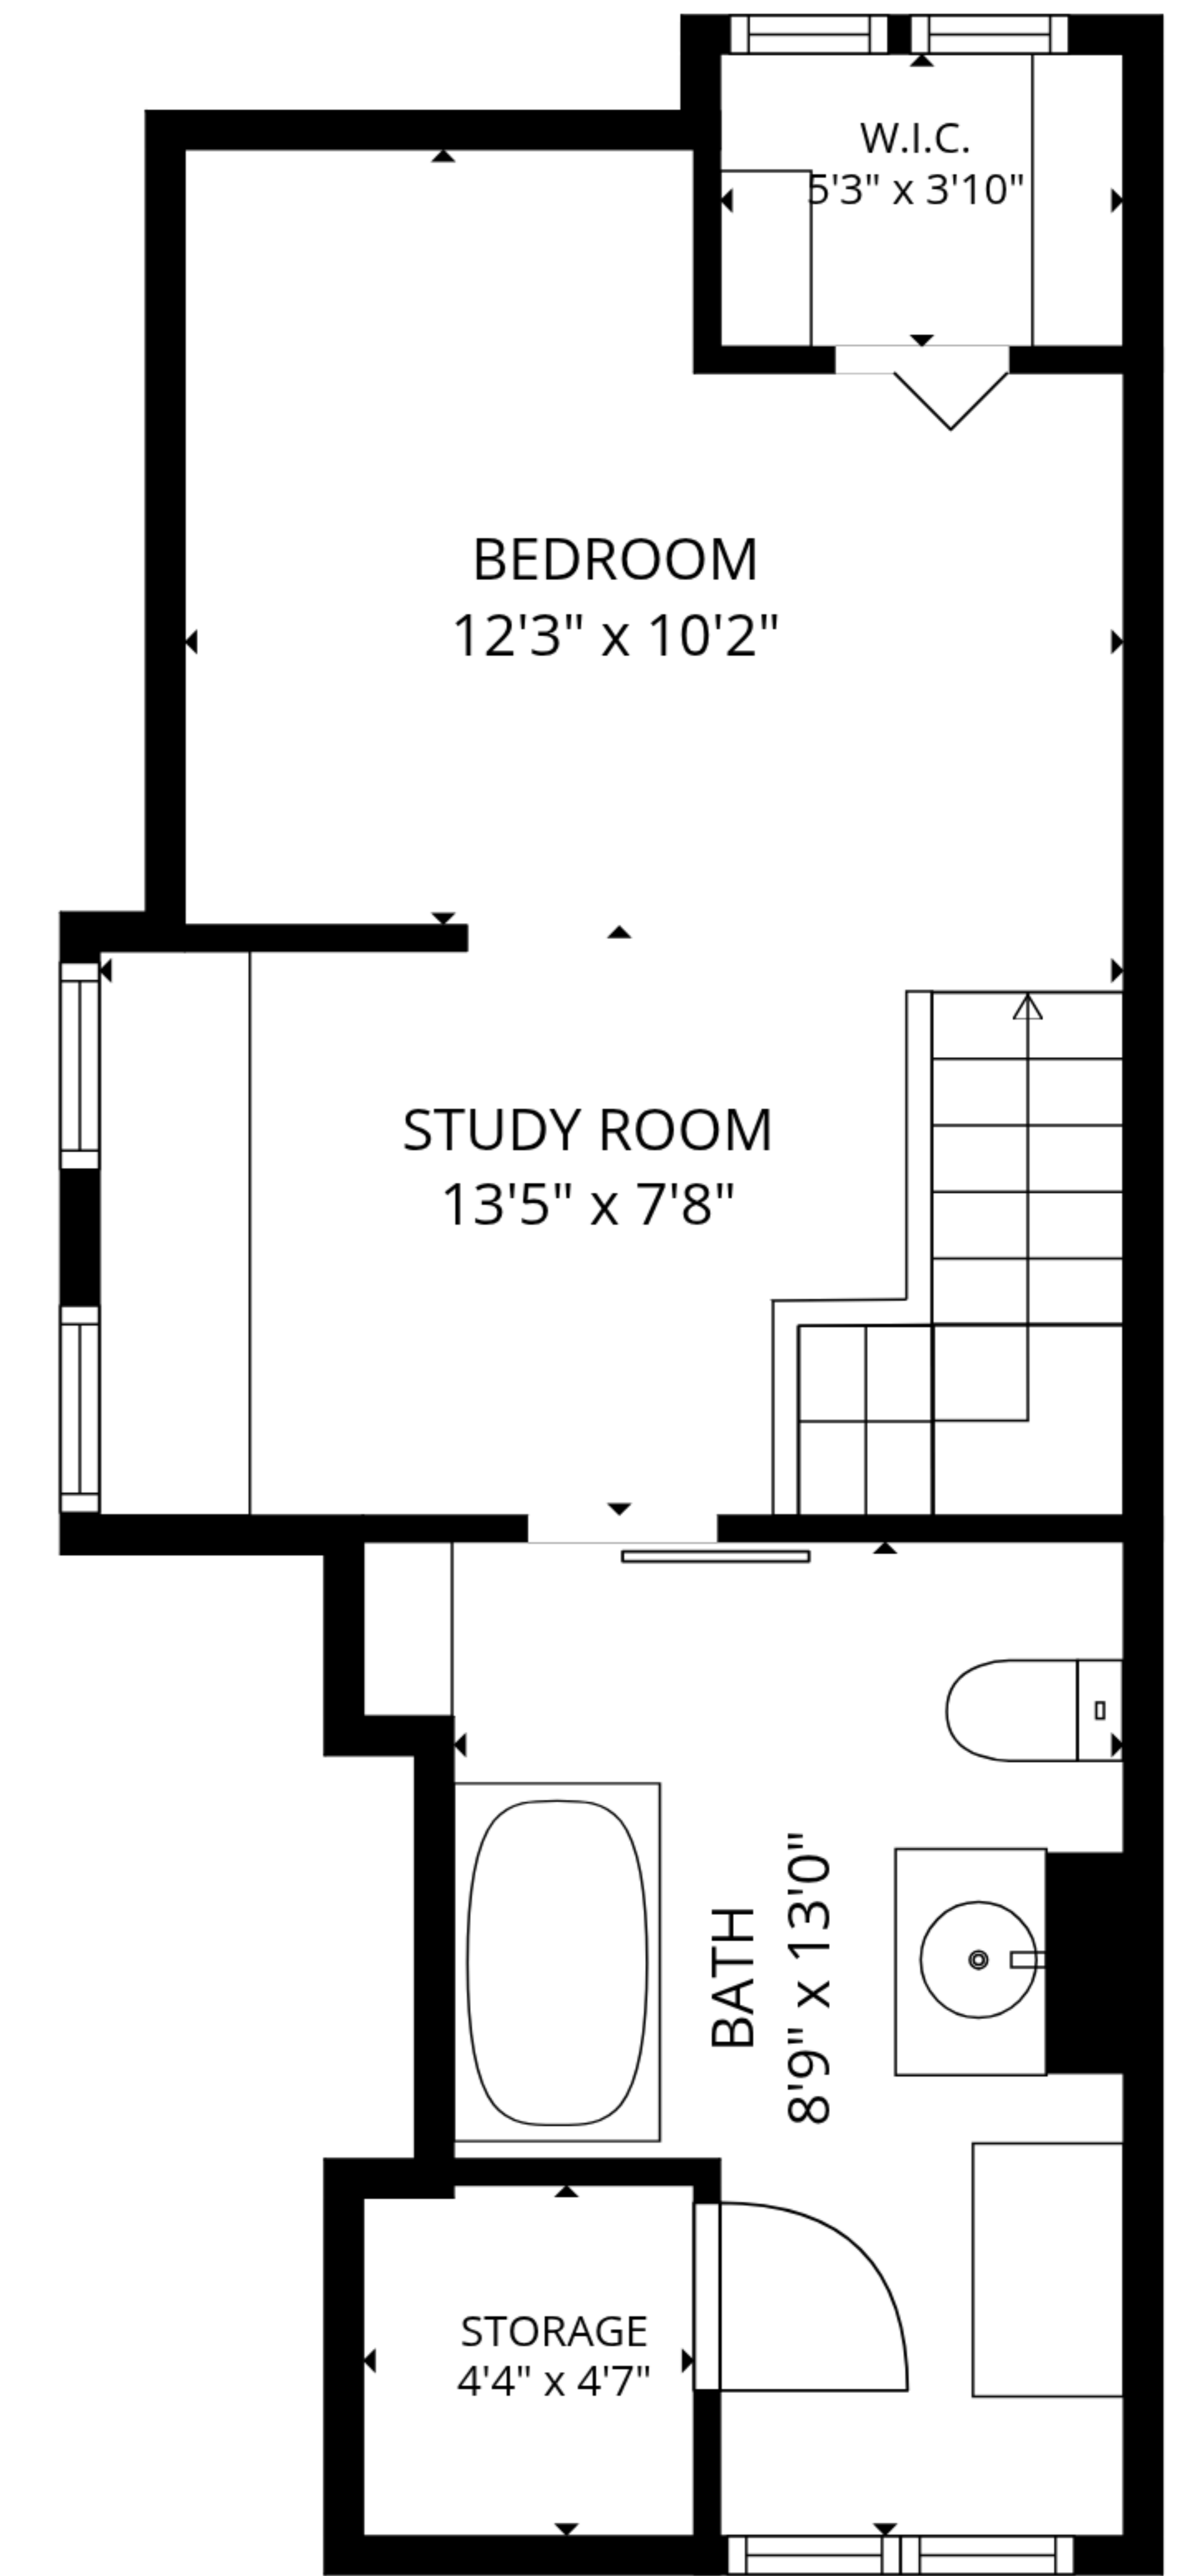 W.I.C.
5'3" x 3'10"
BEDROOM
12'3" x 10'2"
STUDY ROOM
13'5" x 7'8"
BATH
8'9" x 13'0"
STORAGE
4'4" x 4'7"